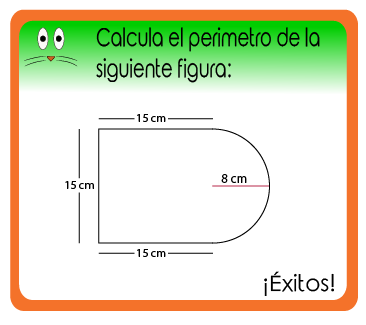 Calcula el perimetro de la
siguiente figura:
15 cm
15 cm
8 cm
15 cm
¡Éxitos!